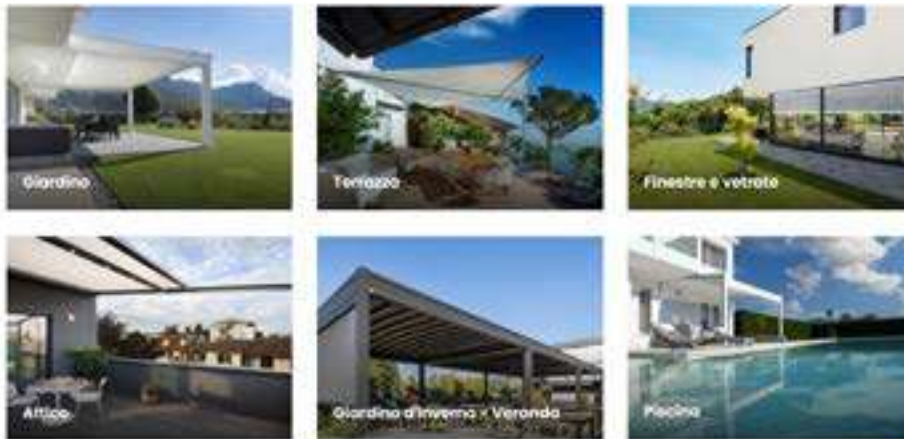 Giardino
Terrazzo
Finestre e vetrate
Attico
Giardino d'Inverno - Veranda
Piscina